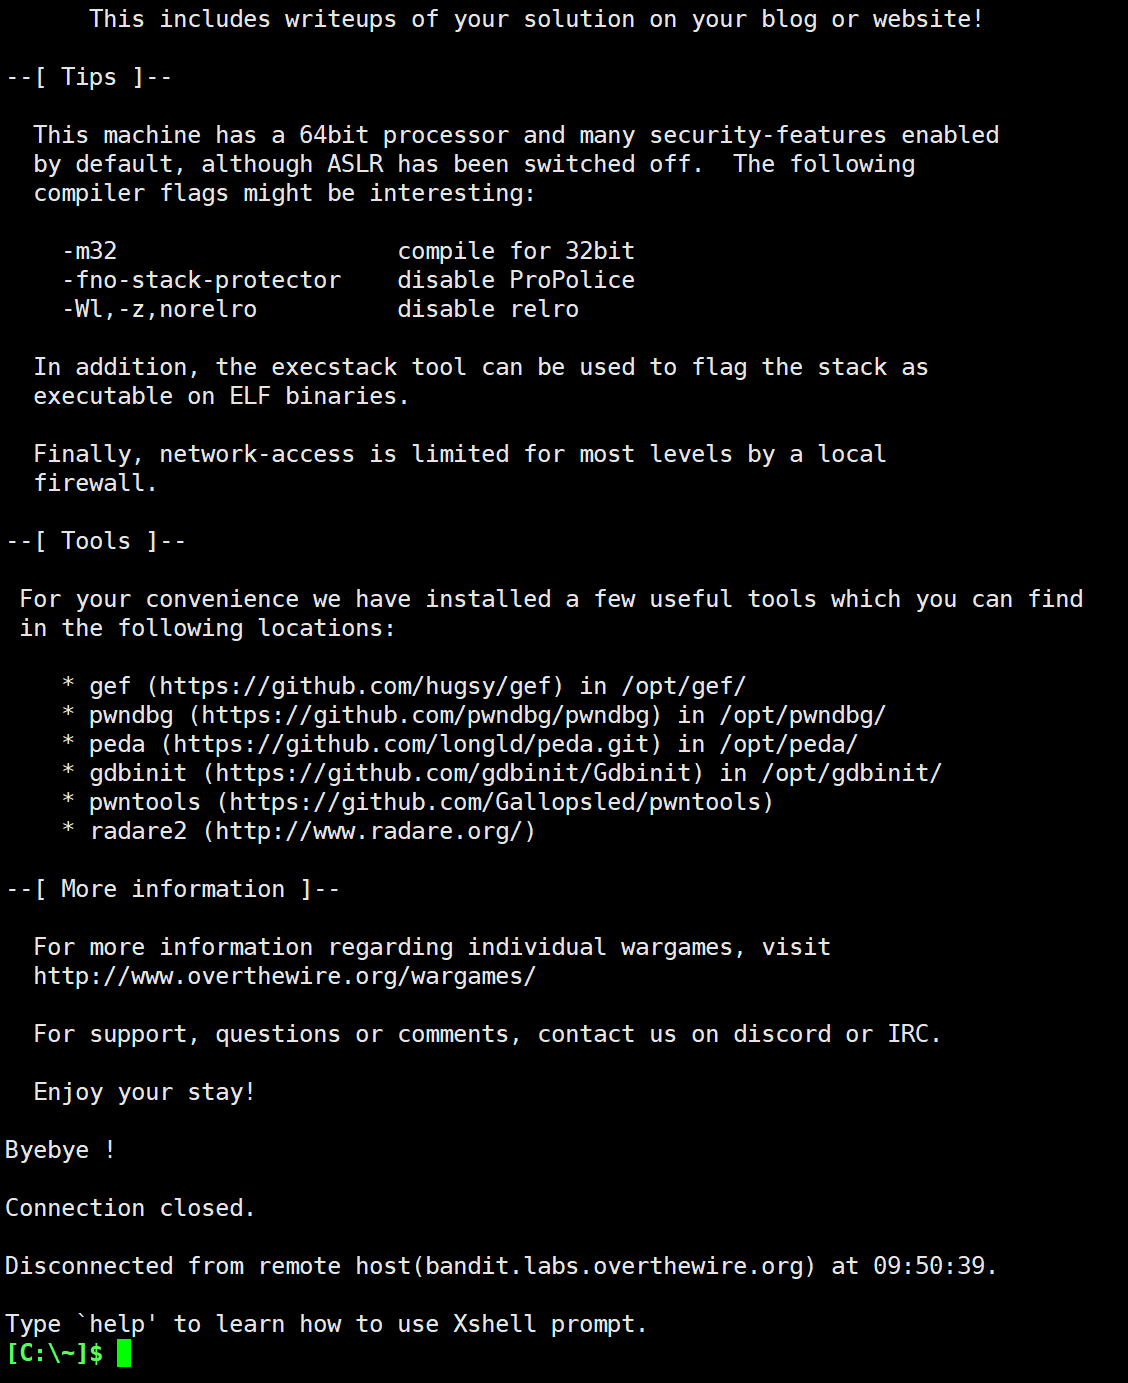 This includes writeups of your solution on your blog or website!
--[ Tips ]--
This machine has a 64bit processor and many security-features enabled
by default, although ASLR has been switched off.  The following
compiler flags might be interesting:
-m32                    compile for 32bit
-fno-stack-protector    disable ProPolice
-Wl,-z,norelro          disable relro
In addition, the execstack tool can be used to flag the stack as
executable on ELF binaries.
Finally, network-access is limited for most levels by a local
firewall.
--[ Tools ]--
For your convenience we have installed a few useful tools which you can find
in the following locations:
* gef (https://github.com/hugsy/gef) in /opt/gef/
* pwndbg (https://github.com/pwndbg/pwndbg) in /opt/pwndbg/
* peda (https://github.com/longld/peda.git) in /opt/peda/
* gdbinit (https://github.com/gdbinit/Gdbinit) in /opt/gdbinit/
* pwntools (https://github.com/Gallopsled/pwntools)
* radare2 (http://www.radare.org/)
--[ More information ]--
For more information regarding individual wargames, visit
http://www.overthewire.org/wargames/
For support, questions or comments, contact us on discord or IRC.
Enjoy your stay!
Byebye !
Connection closed.
Disconnected from remote host(bandit.labs.overthewire.org) at 09:50:39.
Type `help' to learn how to use Xshell prompt.
[C:\~]$